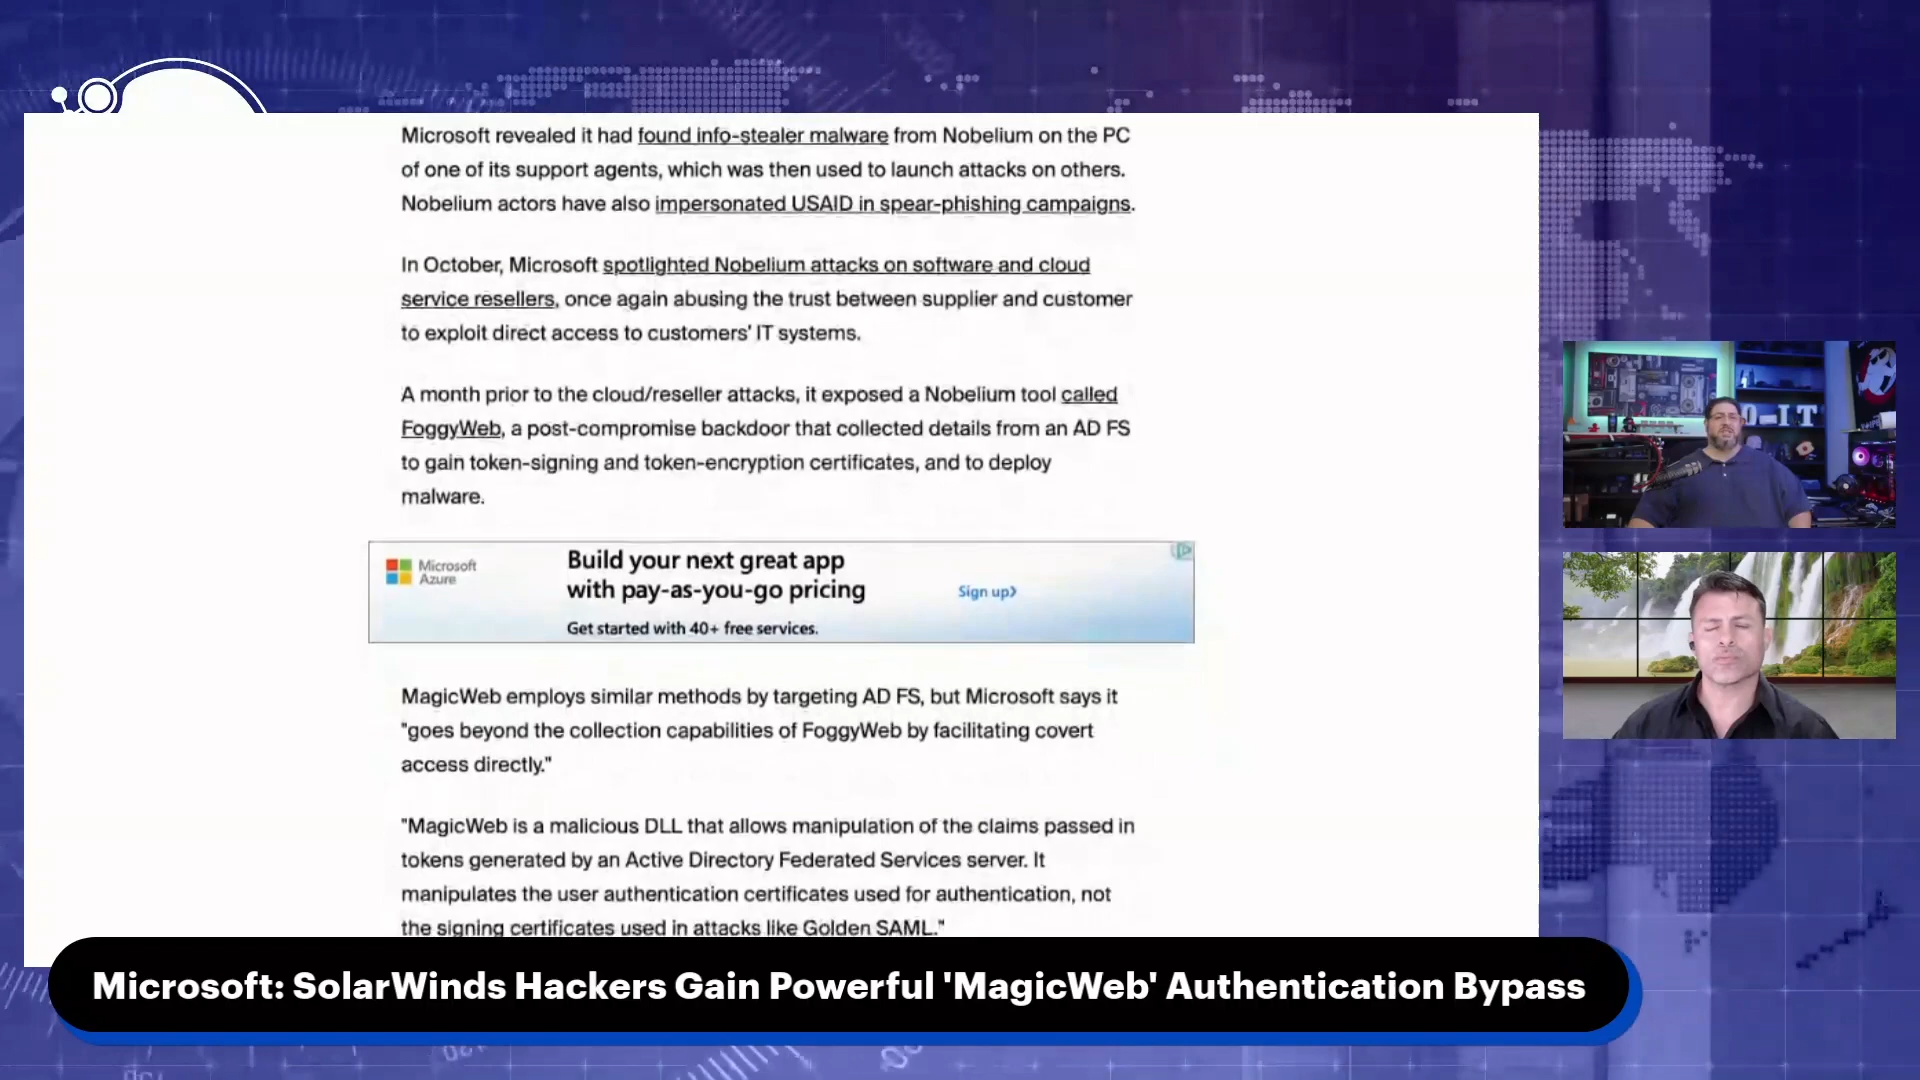 Microsoft revealed it had found info-stealer malware from Nobelium on the PC
of one of its support agents, which was then used to launch attacks on others.
Nobelium actors have also impersonated USAID in spear-phishing campaigns.
In October, Microsoft spotlighted Nobelium attacks on software and cloud
service resellers, once again abusing the trust between supplier and customer
to exploit direct access to customers' IT systems.
A month prior to the cloud/reseller attacks, it exposed a Nobelium tool called
FoggyWeb, a post-compromise backdoor that collected details from an AD FS
to gain token-signing and token-encryption certificates, and to deploy
malware.
Microsoft
Azure
Build your next great app
with pay-as-you-go pricing
Get started with 40+ free services.
Sign up›
MagicWeb employs similar methods by targeting AD FS, but Microsoft says it
"goes beyond the collection capabilities of FoggyWeb by facilitating covert
access directly."
"MagicWeb is a malicious DLL that allows manipulation of the claims passed in
tokens generated by an Active Directory Federated Services server. It
manipulates the user authentication certificates used for authentication, not
the signing certificates used in attacks like Golden SAML."
Microsoft: SolarWinds Hackers Gain Powerful 'MagicWeb' Authentication Bypass